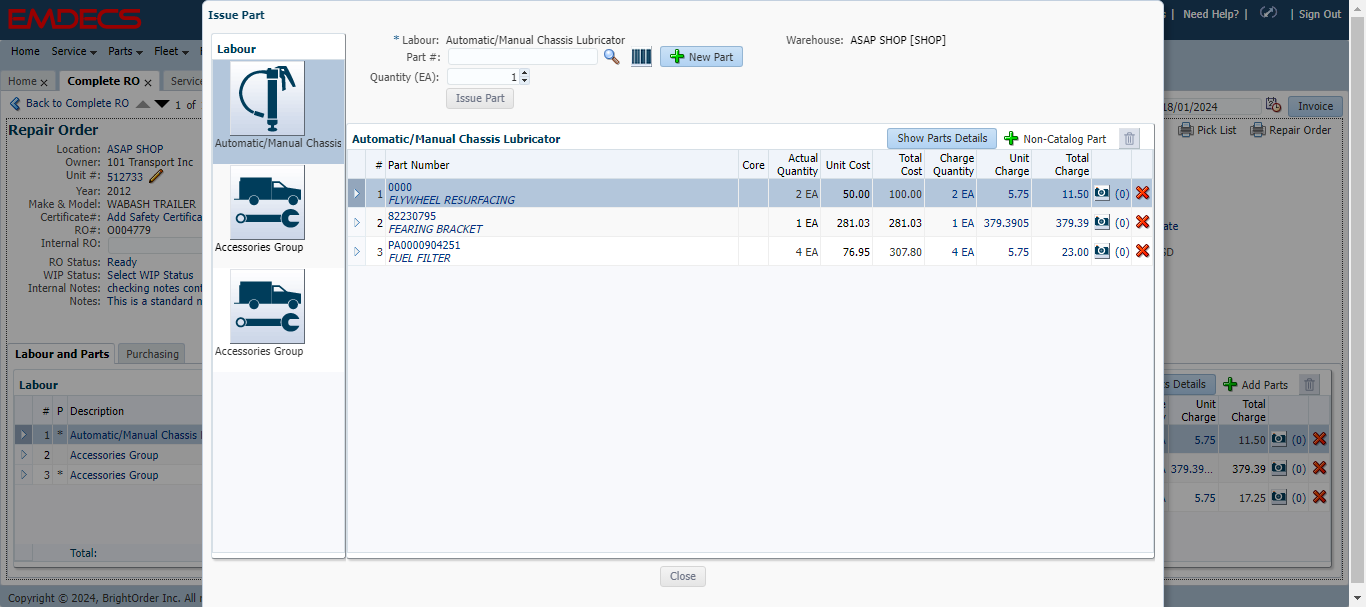 EMDECS
Need Help? | | Sign Out
Home Service Parts Fleet
Home x Complete RO x Service
Back to Complete RO 1 of
18/01/2024 Invoice
Pick List Repair Order
Repair Order
Location: ASAP SHOP
Owner: 101 Transport Inc
Unit #: 512733
Year: 2012
Make & Model: WABASH TRAILER
Certificate#: Add Safety Certifica
RO#: O004779
Internal RO:
RO Status: Ready
WIP Status: Select WIP Status
Internal Notes: checking notes cont
Notes: This is a standard n
Labour and Parts Purchasing
Labour
# P Description
1 * Automatic/Manual Chassis
2 Accessories Group
3 * Accessories Group
Total:
Copyright © 2024, BrightOrder Inc. All
Issue Part
Labour
Automatic/Manual Chassis
Accessories Group
Accessories Group
* Labour: Automatic/Manual Chassis Lubricator Warehouse: ASAP SHOP [SHOP]
Part #: New Part
Quantity (EA): 1
Issue Part
Automatic/Manual Chassis Lubricator Show Parts Details Non-Catalog Part
# Part Number Core Actual Quantity Unit Cost Total Cost Charge Quantity Unit Charge Total Charge
1 0000 2 EA 50.00 100.00 2 EA 5.75 11.50 (0)
FLYWHEEL RESURFACING
2 82230795 1 EA 281.03 281.03 1 EA 379.3905 379.39 (0)
FEARING BRACKET
3 PA0000904251 4 EA 76.95 307.80 4 EA 5.75 23.00 (0)
FUEL FILTER
Close
ate
SD
s Details Add Parts
Unit Charge Total Charge
5.75 11.50 (0)
379.39... 379.39 (0)
5.75 17.25 (0)